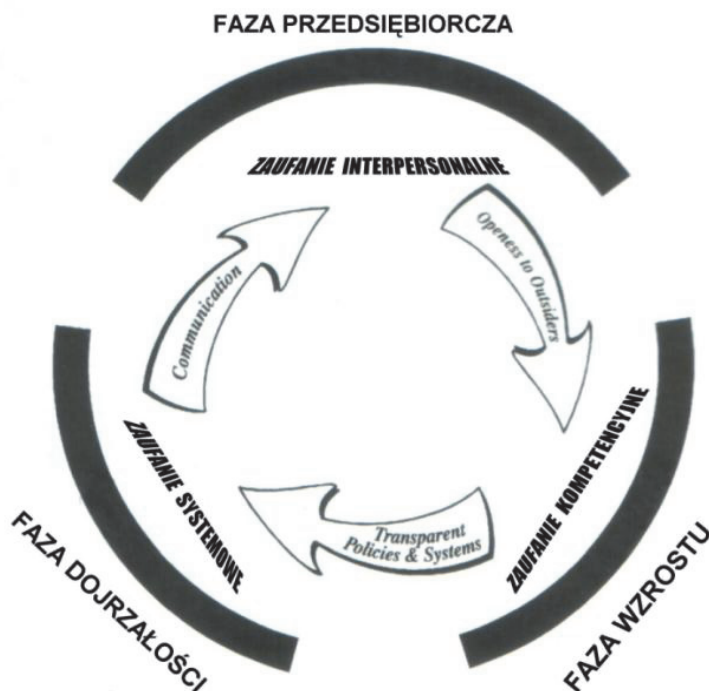 FAZA PRZEDSIĘBIORCZA
ZAUFANIE INTERPERSONALNE
Openess to Outsiders
Communication
ZAUFANIE KOMPETENCYJNE
FAZA WZROSTU
Transparent
Policies & Systems
ZAUFANIE SYSTEMOWE
FAZA DOJRZAŁOŚCI